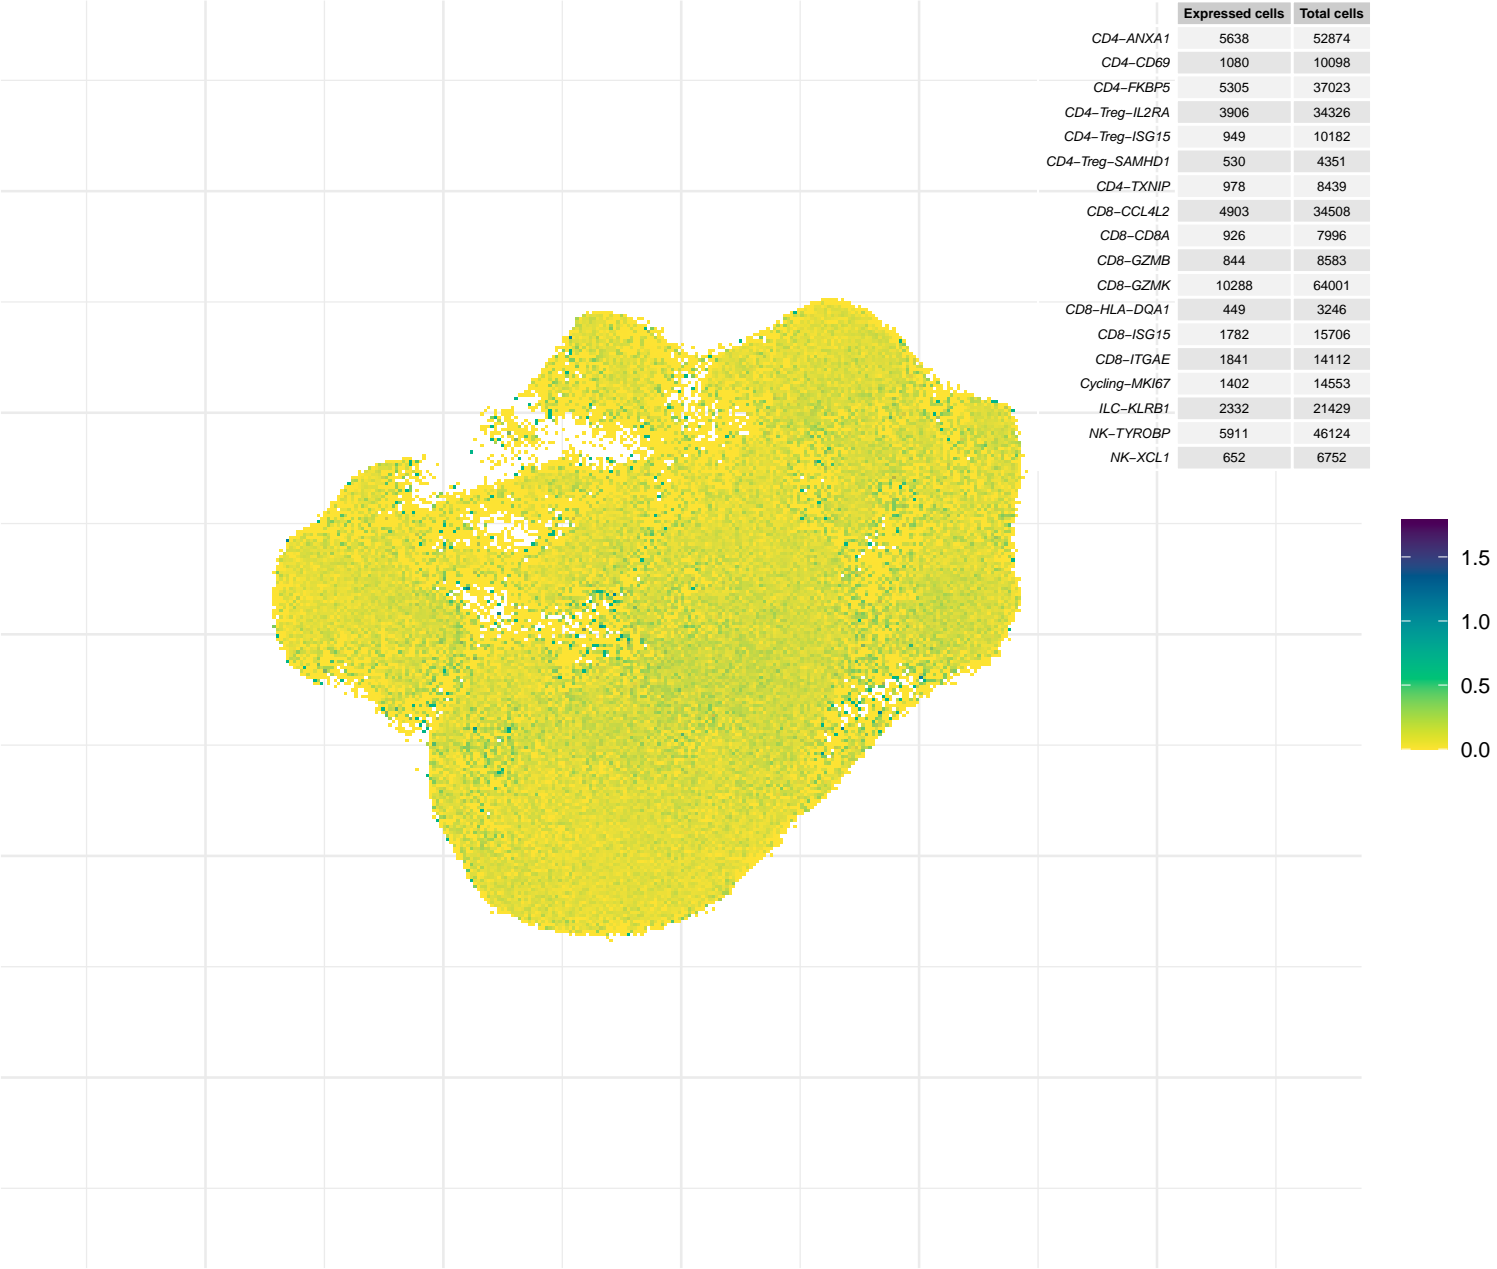 Expressed cells Total cells
CD4−ANXA1 5638 52874
CD4−CD69 1080 10098
CD4−FKBP5 5305 37023
CD4−Treg−IL2RA 3906 34326
CD4−Treg−ISG15 949 10182
CD4−Treg−SAMHD1 530 4351
CD4−TXNIP 978 8439
CD8−CCL4L2 4903 34508
CD8−CD8A 926 7996
CD8−GZMB 844 8583
CD8−GZMK 10288 64001
CD8−HLA−DQA1 449 3246
CD8−ISG15 1782 15706
CD8−ITGAE 1841 14112
Cycling−MKI67 1402 14553
ILC−KLRB1 2332 21429
NK−TYROBP 5911 46124
NK−XCL1 652 6752
1.5
1.0
0.5
0.0